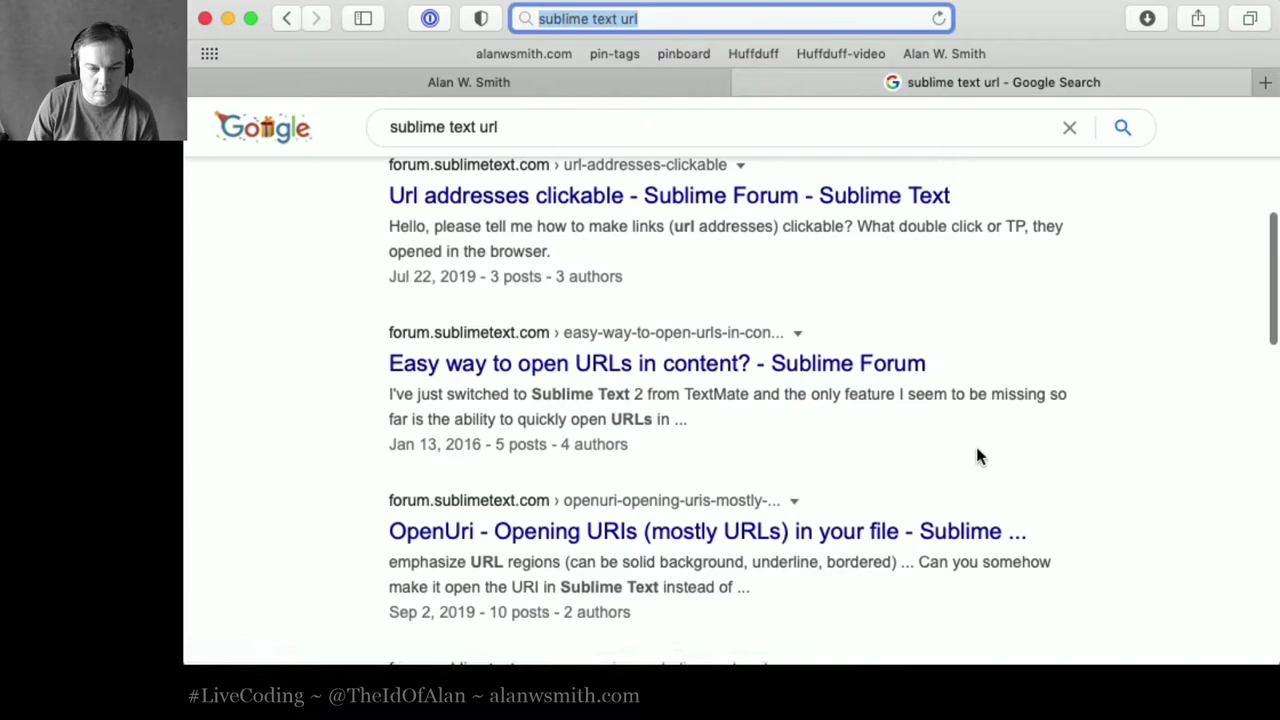 sublime text url
alanwsmith.com pin-tags pinboard Huffduff Huffduff-video Alan W. Smith
Alan W. Smith
sublime text url - Google Search
Google
sublime text url
forum.sublimetext.com › url-addresses-clickable
Url addresses clickable - Sublime Forum - Sublime Text
Hello, please tell me how to make links (url addresses) clickable? What double click or TP, they
opened in the browser.
Jul 22, 2019 - 3 posts - 3 authors
forum.sublimetext.com › easy-way-to-open-urls-in-con...
Easy way to open URLs in content? - Sublime Forum
I've just switched to Sublime Text 2 from TextMate and the only feature I seem to be missing so
far is the ability to quickly open URLs in ...
Jan 13, 2016 - 5 posts - 4 authors
forum.sublimetext.com › openuri-opening-uris-mostly-...
OpenUri - Opening URIs (mostly URLs) in your file - Sublime ...
emphasize URL regions (can be solid background, underline, bordered) ... Can you somehow
make it open the URI in Sublime Text instead of ...
Sep 2, 2019 - 10 posts - 2 authors
#LiveCoding ~ @TheIdOfAlan ~ alanwsmith.com